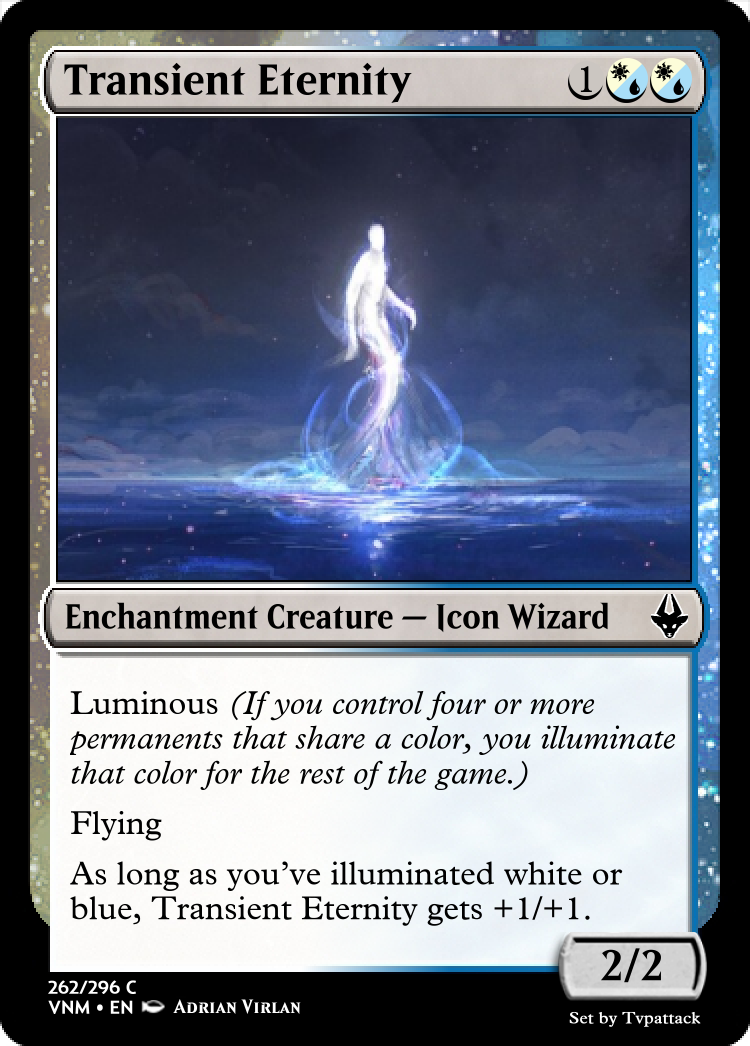 Transient Eternity 1
Enchantment Creature — Icon Wizard
Luminous (If you control four or more
permanents that share a color, you illuminate
that color for the rest of the game.)
Flying
As long as you've illuminated white or
blue, Transient Eternity gets +1/+1.
2/2
262/296 C
VNM • EN Adrian Virlan
Set by Tvpattack